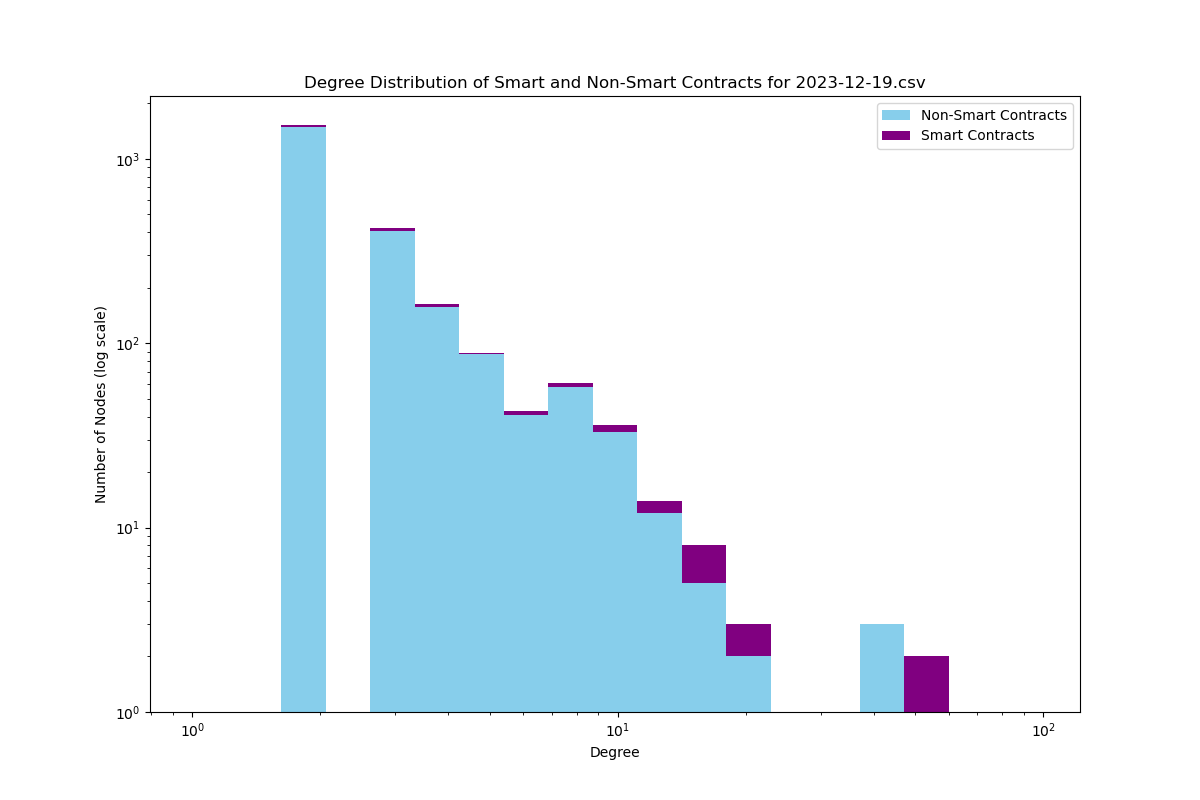 Degree Distribution of Smart and Non-Smart Contracts for 2023-12-19.csv
Non-Smart Contracts
Smart Contracts
10³
10²
10¹
10⁰
Number of Nodes (log scale)
10⁰ 10¹ 10²
Degree